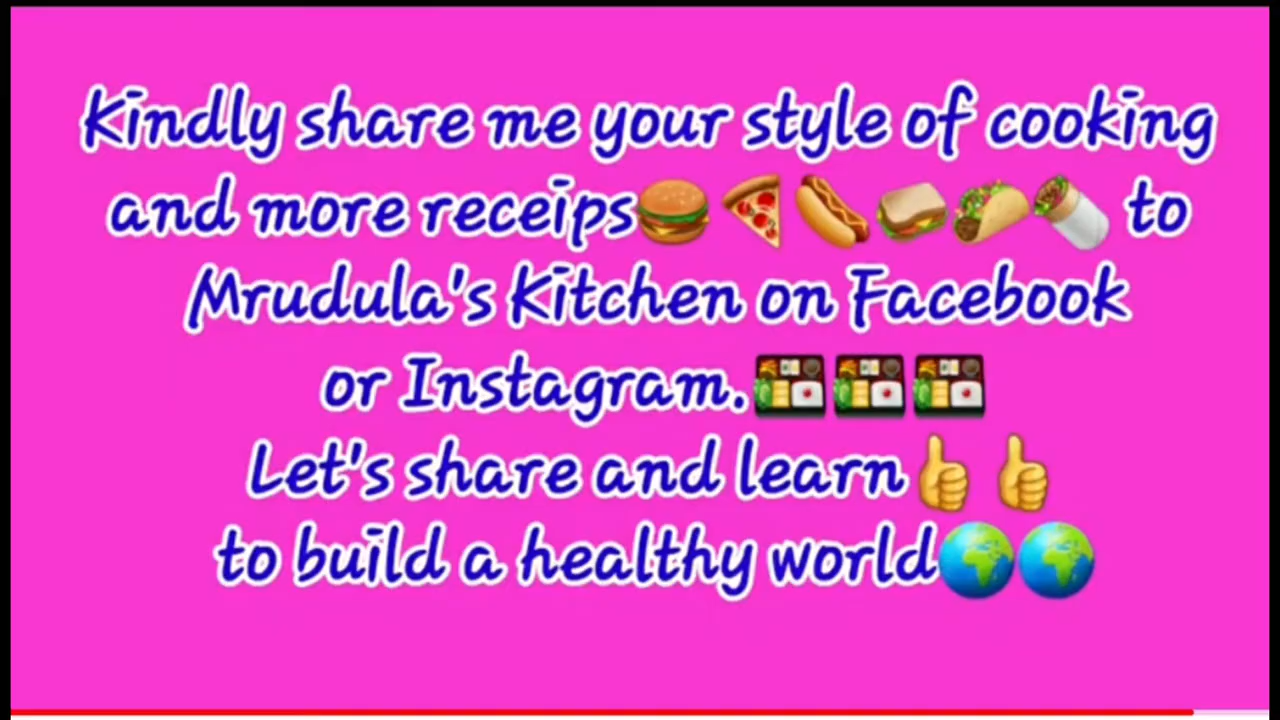 Kindly share me your style of cooking
and more receips🍔🍕🌭🥪🌮🌯 to
Mrudula's Kitchen on Facebook
or Instagram.🍱🍱🍱
Let's share and learn👍👍
to build a healthy world🌍🌍